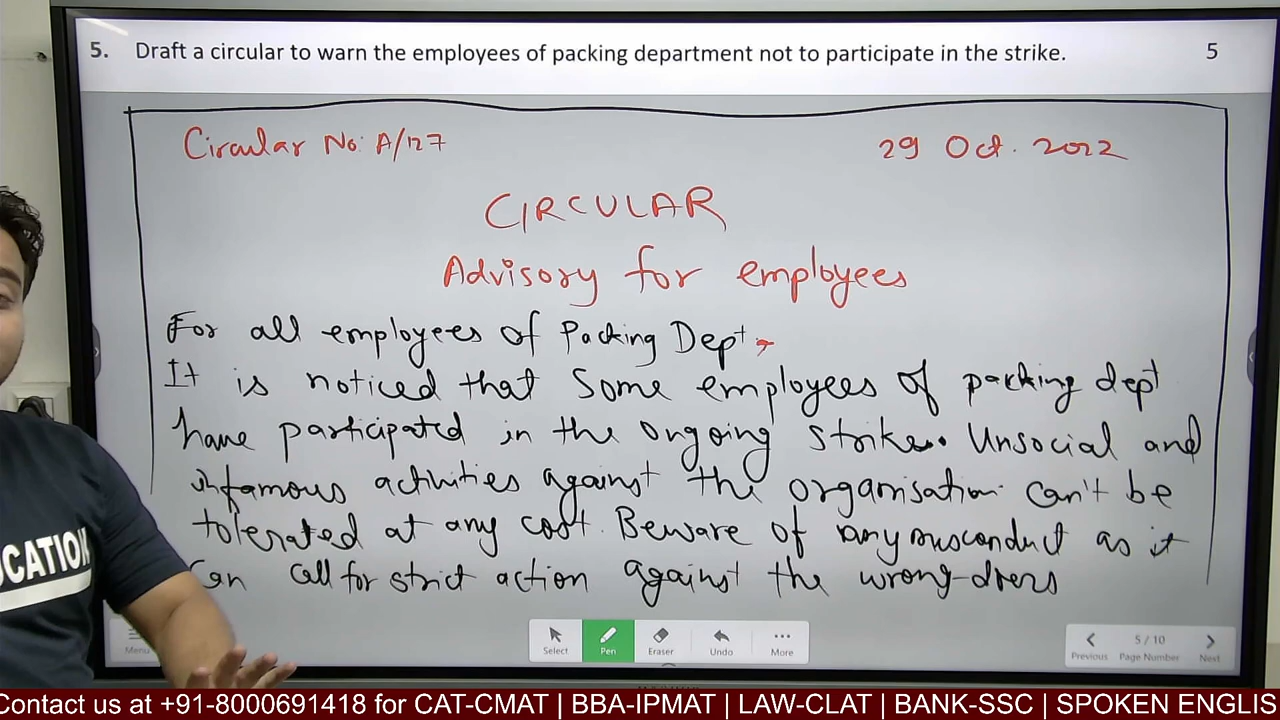 5. Draft a circular to warn the employees of packing department not to participate in the strike. 5
Circular No: A/127 29 Oct. 2022
CIRCULAR
Advisory for employees
For all employees of Packing Dept,
It is noticed that Some employees of packing dept
have participated in the ongoing strike. Unsocial and
infamous activities against the organisation can't be
tolerated at any cost. Beware of any misconduct as it
Can Call for strict action against the wrong-doers
CATION
Menu Select Pen Eraser Undo More Previous 5 / 10 Page Number Next
Contact us at +91-8000691418 for CAT-CMAT | BBA-IPMAT | LAW-CLAT | BANK-SSC | SPOKEN ENGLIS